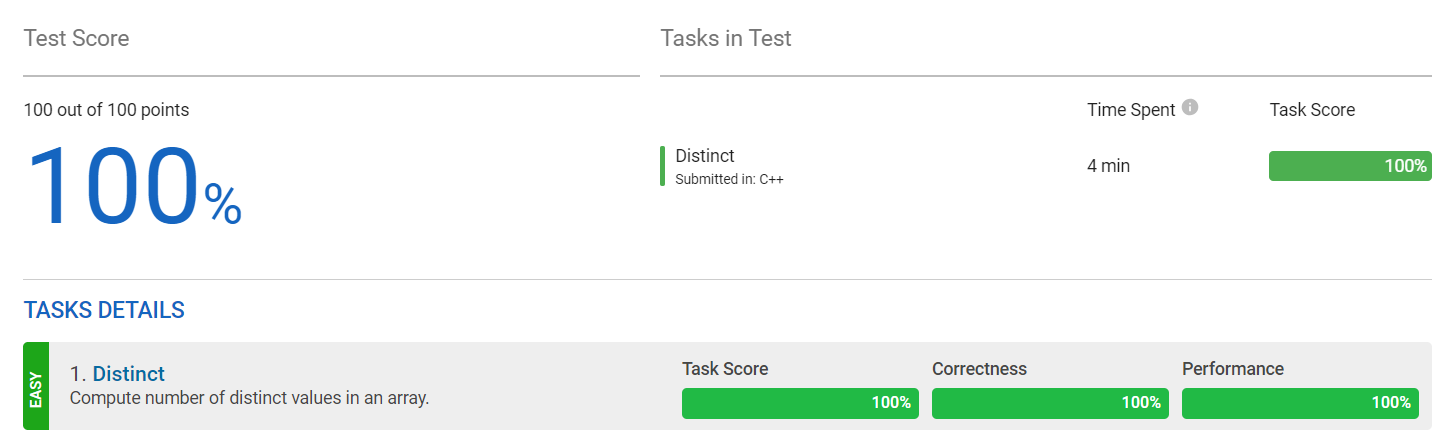 Test Score
Tasks in Test
100 out of 100 points
100%
Time Spent
Task Score
Distinct
Submitted in: C++
4 min
100%
TASKS DETAILS
EASY
1. Distinct
Compute number of distinct values in an array.
Task Score
100%
Correctness
100%
Performance
100%